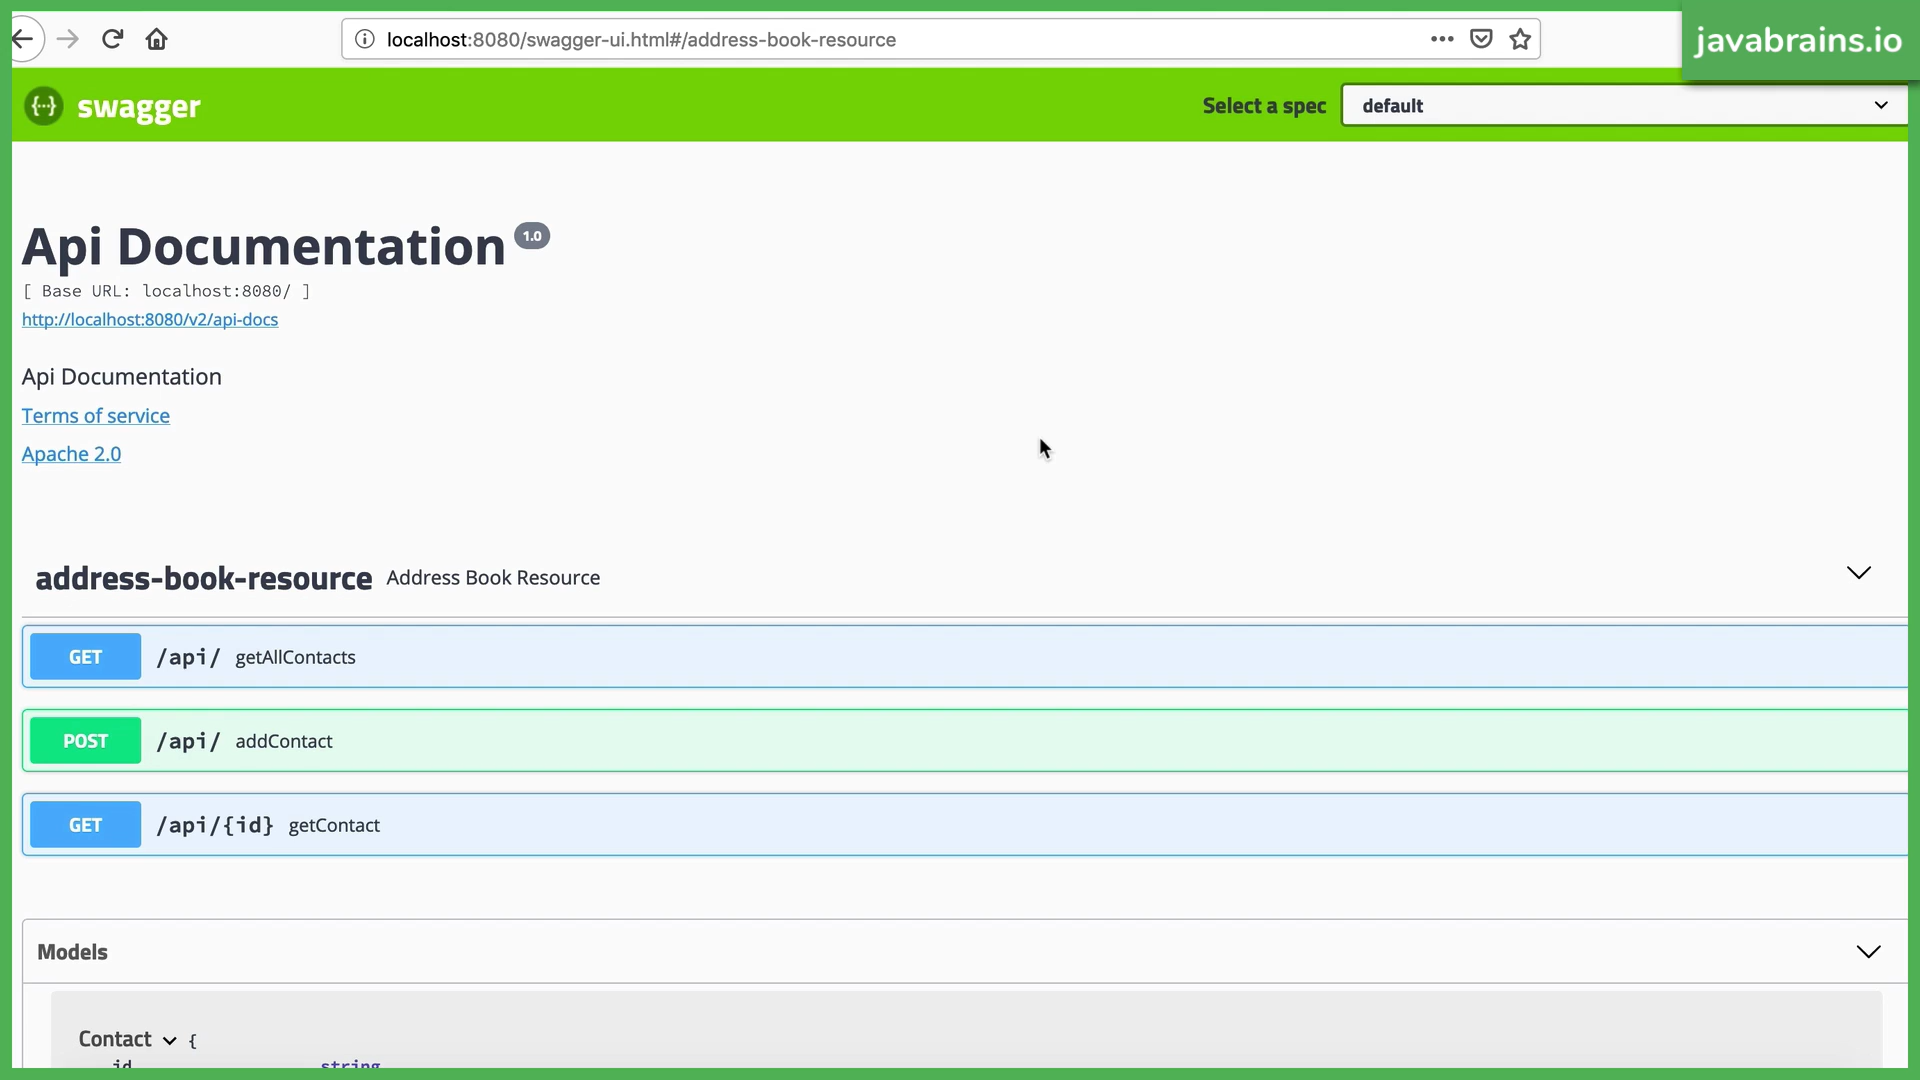 localhost:8080/swagger-ui.html#/address-book-resource
javabrains.io
{···} swagger
Select a spec
default
Api Documentation 1.0
[ Base URL: localhost:8080/ ]
http://localhost:8080/v2/api-docs
Api Documentation
Terms of service
Apache 2.0
address-book-resource Address Book Resource
GET /api/ getAllContacts
POST /api/ addContact
GET /api/{id} getContact
Models
Contact {
id string